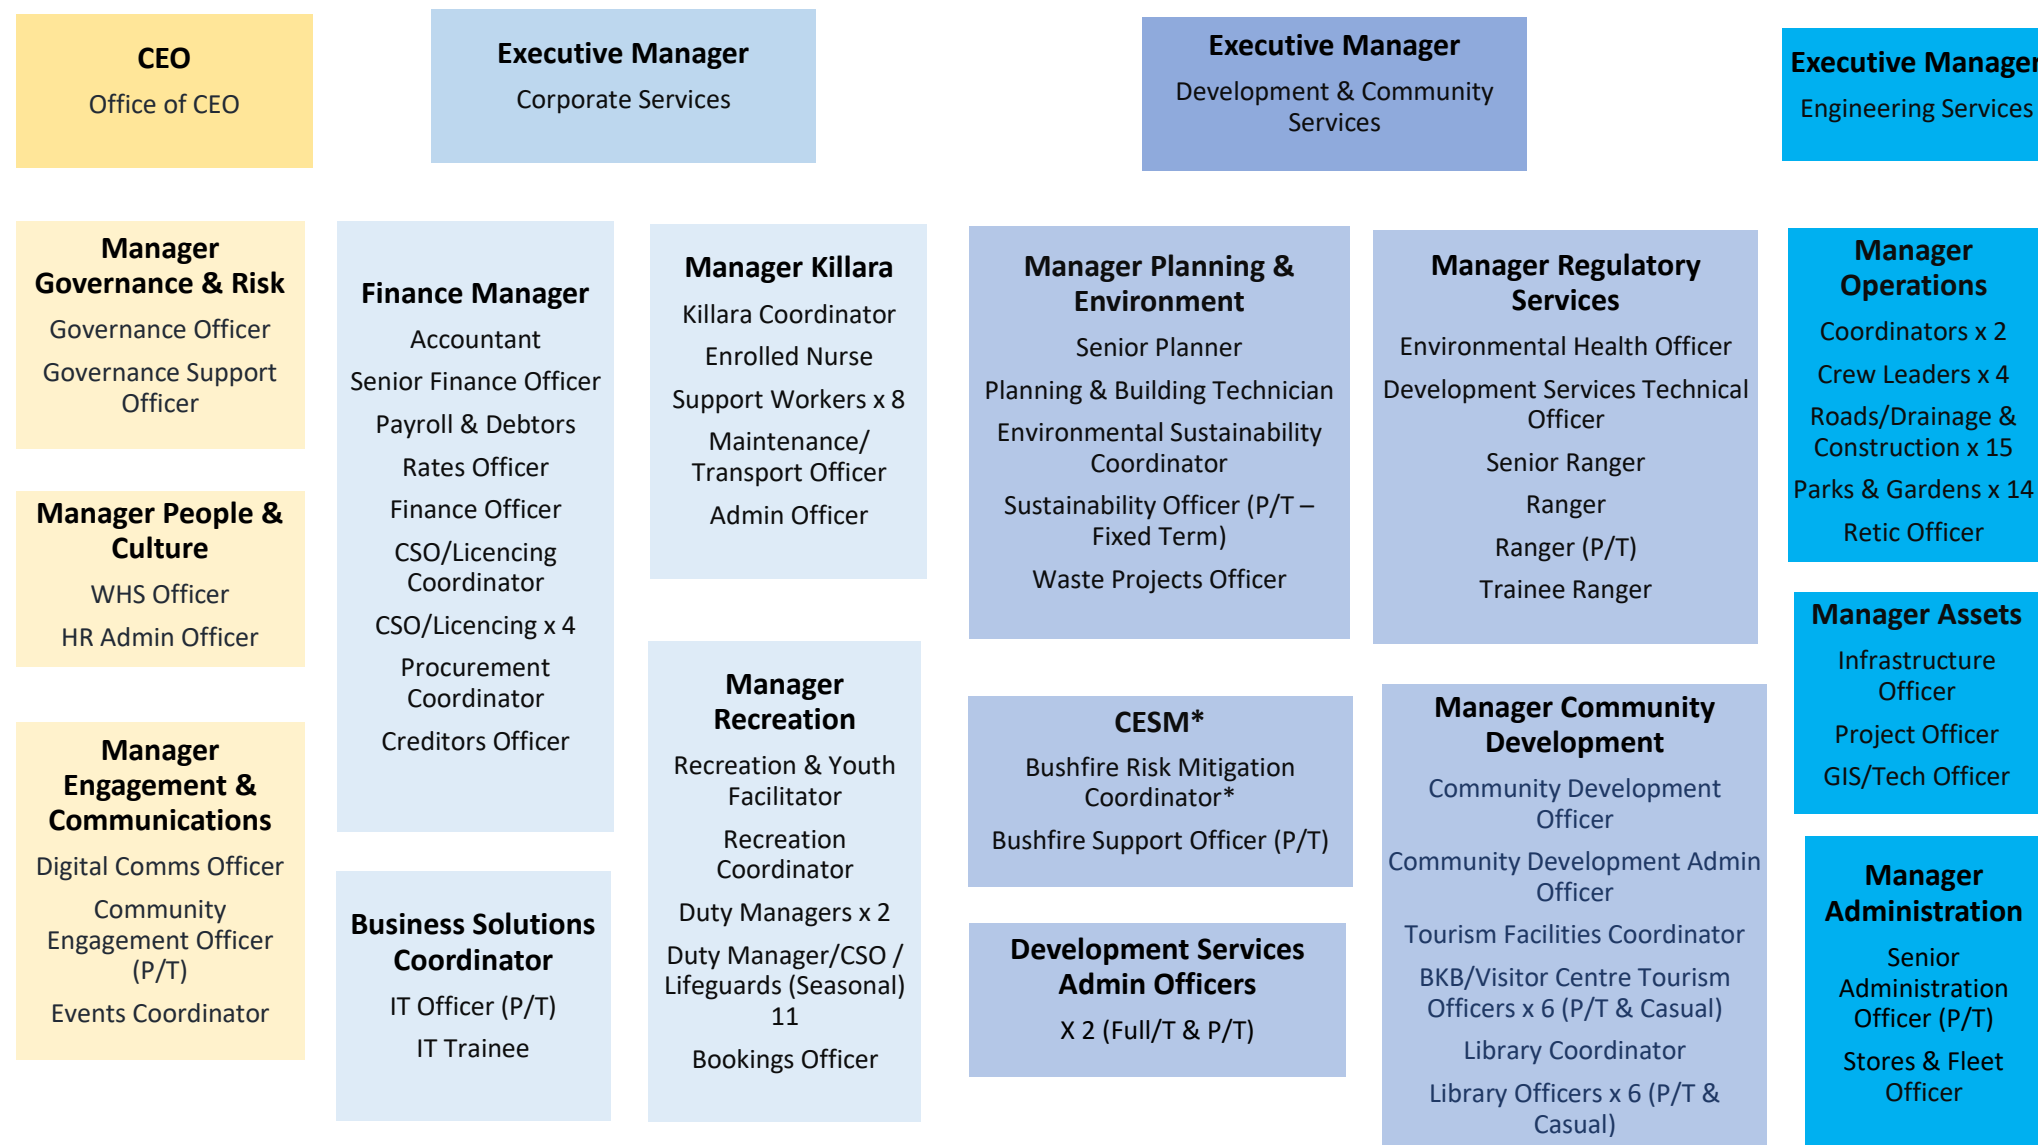 CEO
Office of CEO
Executive Manager
Corporate Services
Executive Manager
Development & Community
Services
Executive Manager
Engineering Services
Manager
Governance & Risk
Governance Officer
Governance Support
Officer
Manager People &
Culture
WHS Officer
HR Admin Officer
Manager
Engagement &
Communications
Digital Comms Officer
Community
Engagement Officer
(P/T)
Events Coordinator
Finance Manager
Accountant
Senior Finance Officer
Payroll & Debtors
Rates Officer
Finance Officer
CSO/Licencing
Coordinator
CSO/Licencing x 4
Procurement
Coordinator
Creditors Officer
Business Solutions
Coordinator
IT Officer (P/T)
IT Trainee
Manager Killara
Killara Coordinator
Enrolled Nurse
Support Workers x 8
Maintenance/
Transport Officer
Admin Officer
Manager
Recreation
Recreation & Youth
Facilitator
Recreation
Coordinator
Duty Managers x 2
Duty Manager/CSO /
Lifeguards (Seasonal)
11
Bookings Officer
Manager Planning &
Environment
Senior Planner
Planning & Building Technician
Environmental Sustainability
Coordinator
Sustainability Officer (P/T –
Fixed Term)
Waste Projects Officer
CESM*
Bushfire Risk Mitigation
Coordinator*
Bushfire Support Officer (P/T)
Development Services
Admin Officers
X 2 (Full/T & P/T)
Manager Regulatory
Services
Environmental Health Officer
Development Services Technical
Officer
Senior Ranger
Ranger
Ranger (P/T)
Trainee Ranger
Manager Community
Development
Community Development
Officer
Community Development Admin
Officer
Tourism Facilities Coordinator
BKB/Visitor Centre Tourism
Officers x 6 (P/T & Casual)
Library Coordinator
Library Officers x 6 (P/T &
Casual)
Manager
Operations
Coordinators x 2
Crew Leaders x 4
Roads/Drainage &
Construction x 15
Parks & Gardens x 14
Retic Officer
Manager Assets
Infrastructure
Officer
Project Officer
GIS/Tech Officer
Manager
Administration
Senior
Administration
Officer (P/T)
Stores & Fleet
Officer